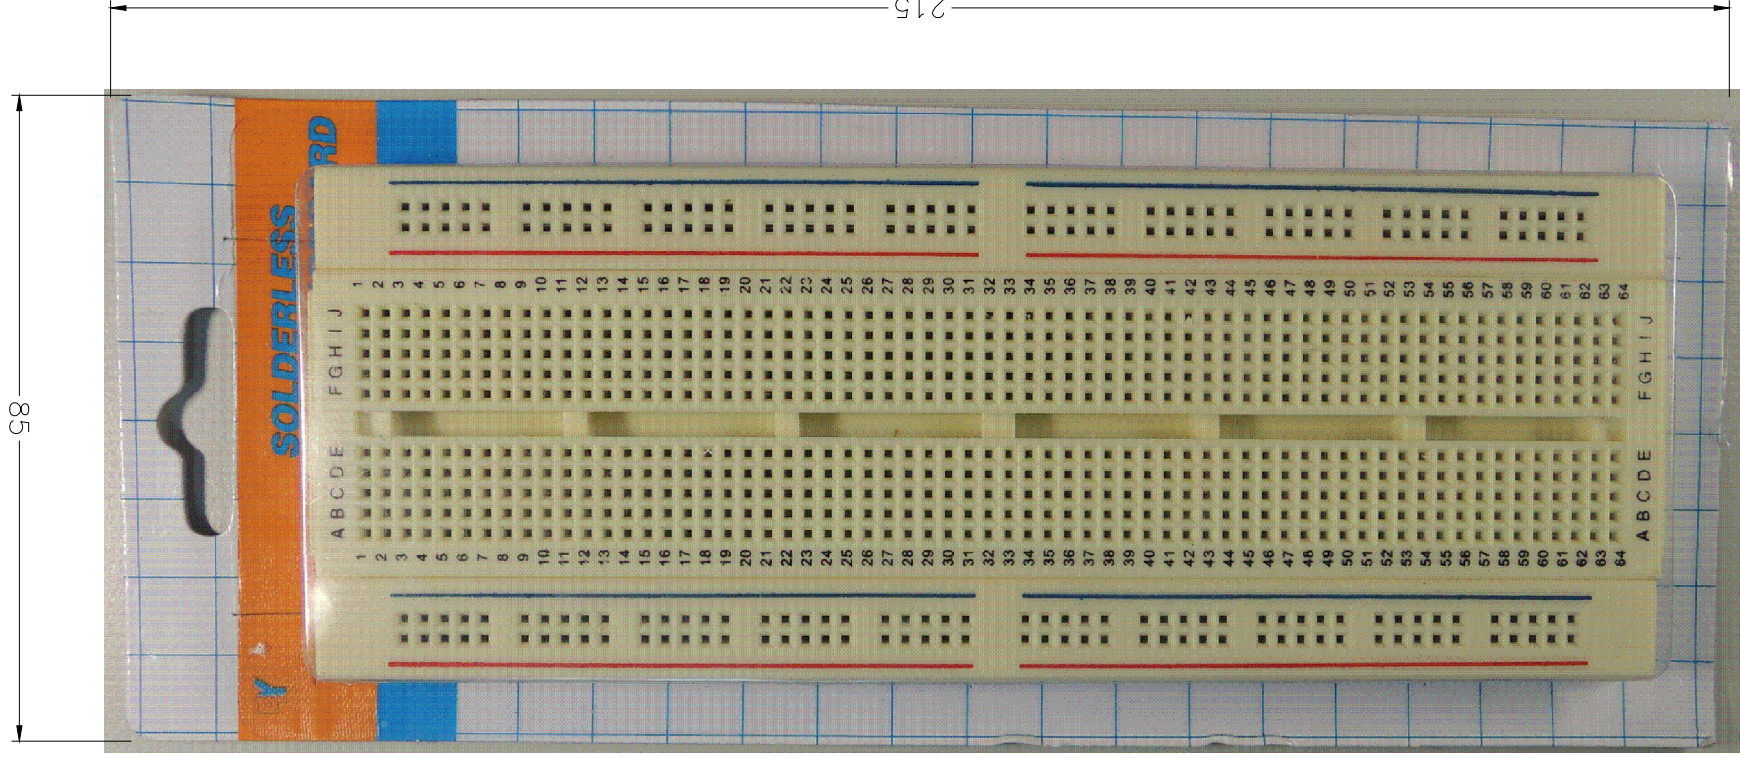 215
85
SOLDERLESS
RD
Y
1 2 3 4 5 6 7 8 9 10 11 12 13 14 15 16 17 18 19 20 21 22 23 24 25 26 27 28 29 30 31 32 33 34 35 36 37 38 39 40 41 42 43 44 45 46 47 48 49 50 51 52 53 54 55 56 57 58 59 60 61 62 63 64
F G H I J
F G H I J
A B C D E
A B C D E
1 2 3 4 5 6 7 8 9 10 11 12 13 14 15 16 17 18 19 20 21 22 23 24 25 26 27 28 29 30 31 32 33 34 35 36 37 38 39 40 41 42 43 44 45 46 47 48 49 50 51 52 53 54 55 56 57 58 59 60 61 62 63 64